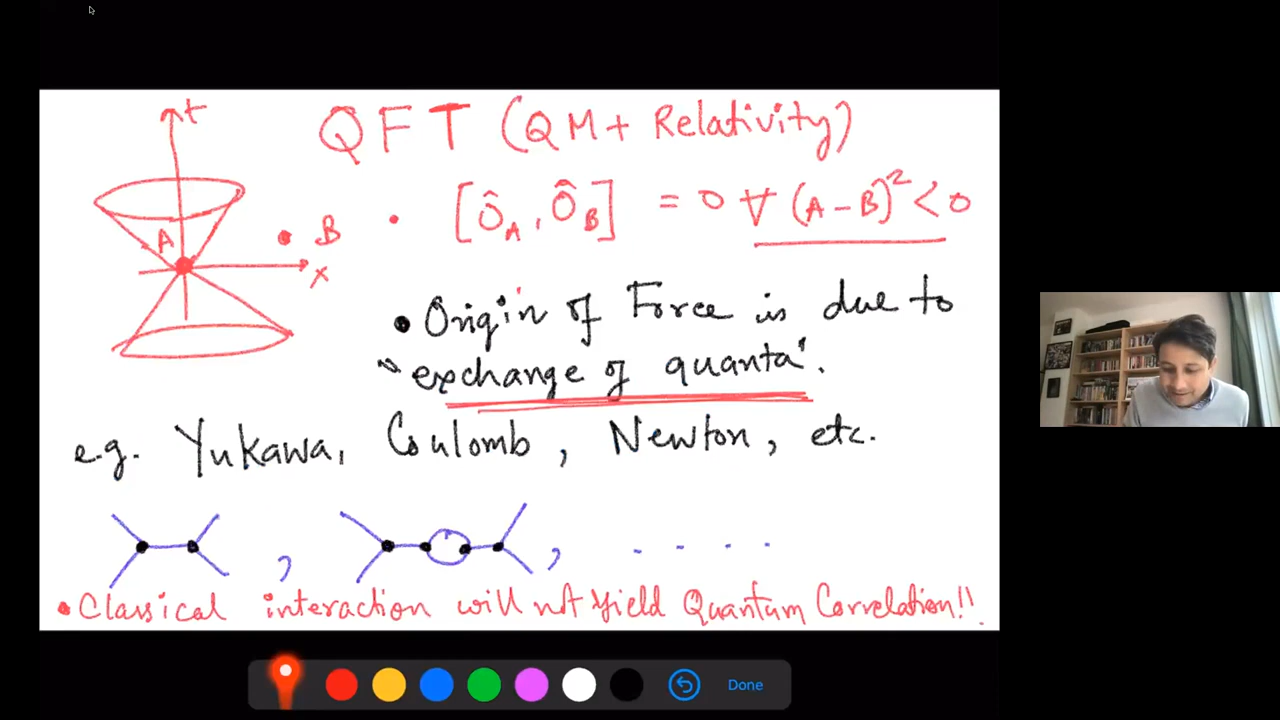 t
QFT (QM + Relativity)
A
B
x
• [Ô_A, Ô_B] = 0 ∀ (A - B)² < 0
• Origin of Force is due to
"exchange of quanta".
e.g. Yukawa, Coulomb, Newton, etc.
, , . . . .
• Classical interaction will not yield Quantum Correlation!!
Done